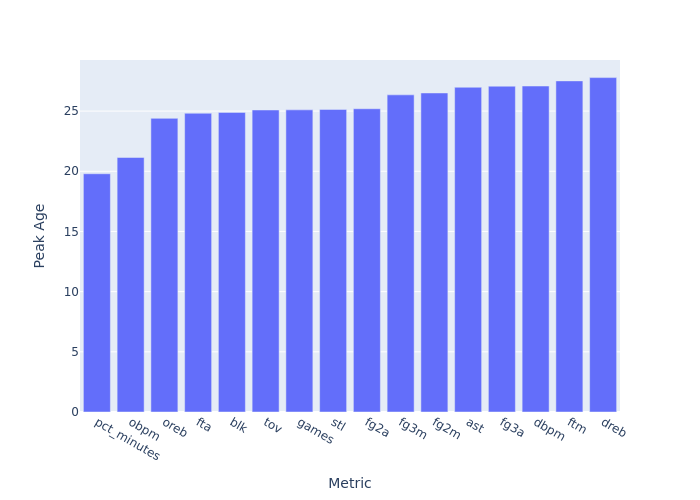 25
20
15
10
5
0
Peak Age
pct_minutes
obpm
oreb
fta
blk
tov
games
stl
fg2a
fg3m
fg2m
ast
fg3a
dbpm
ftm
dreb
Metric